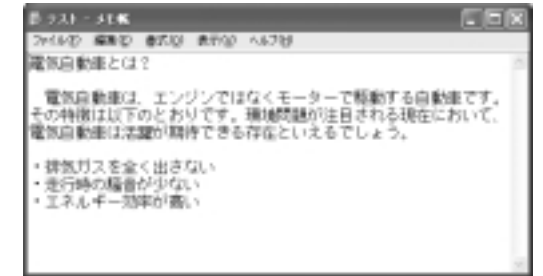 ラスト - メモ帳
ファイル(F) 編集(E) 書式(O) 表示(V) ヘルプ(H)
電気自動車とは？
電気自動車は、エンジンではなくモーターで駆動する自動車です。
その特徴は以下のとおりです。環境問題が注目される現在において、
電気自動車は活躍が期待できる存在といえるでしょう。
・排気ガスを全く出さない
・走行時の騒音が少ない
・エネルギー効率が高い